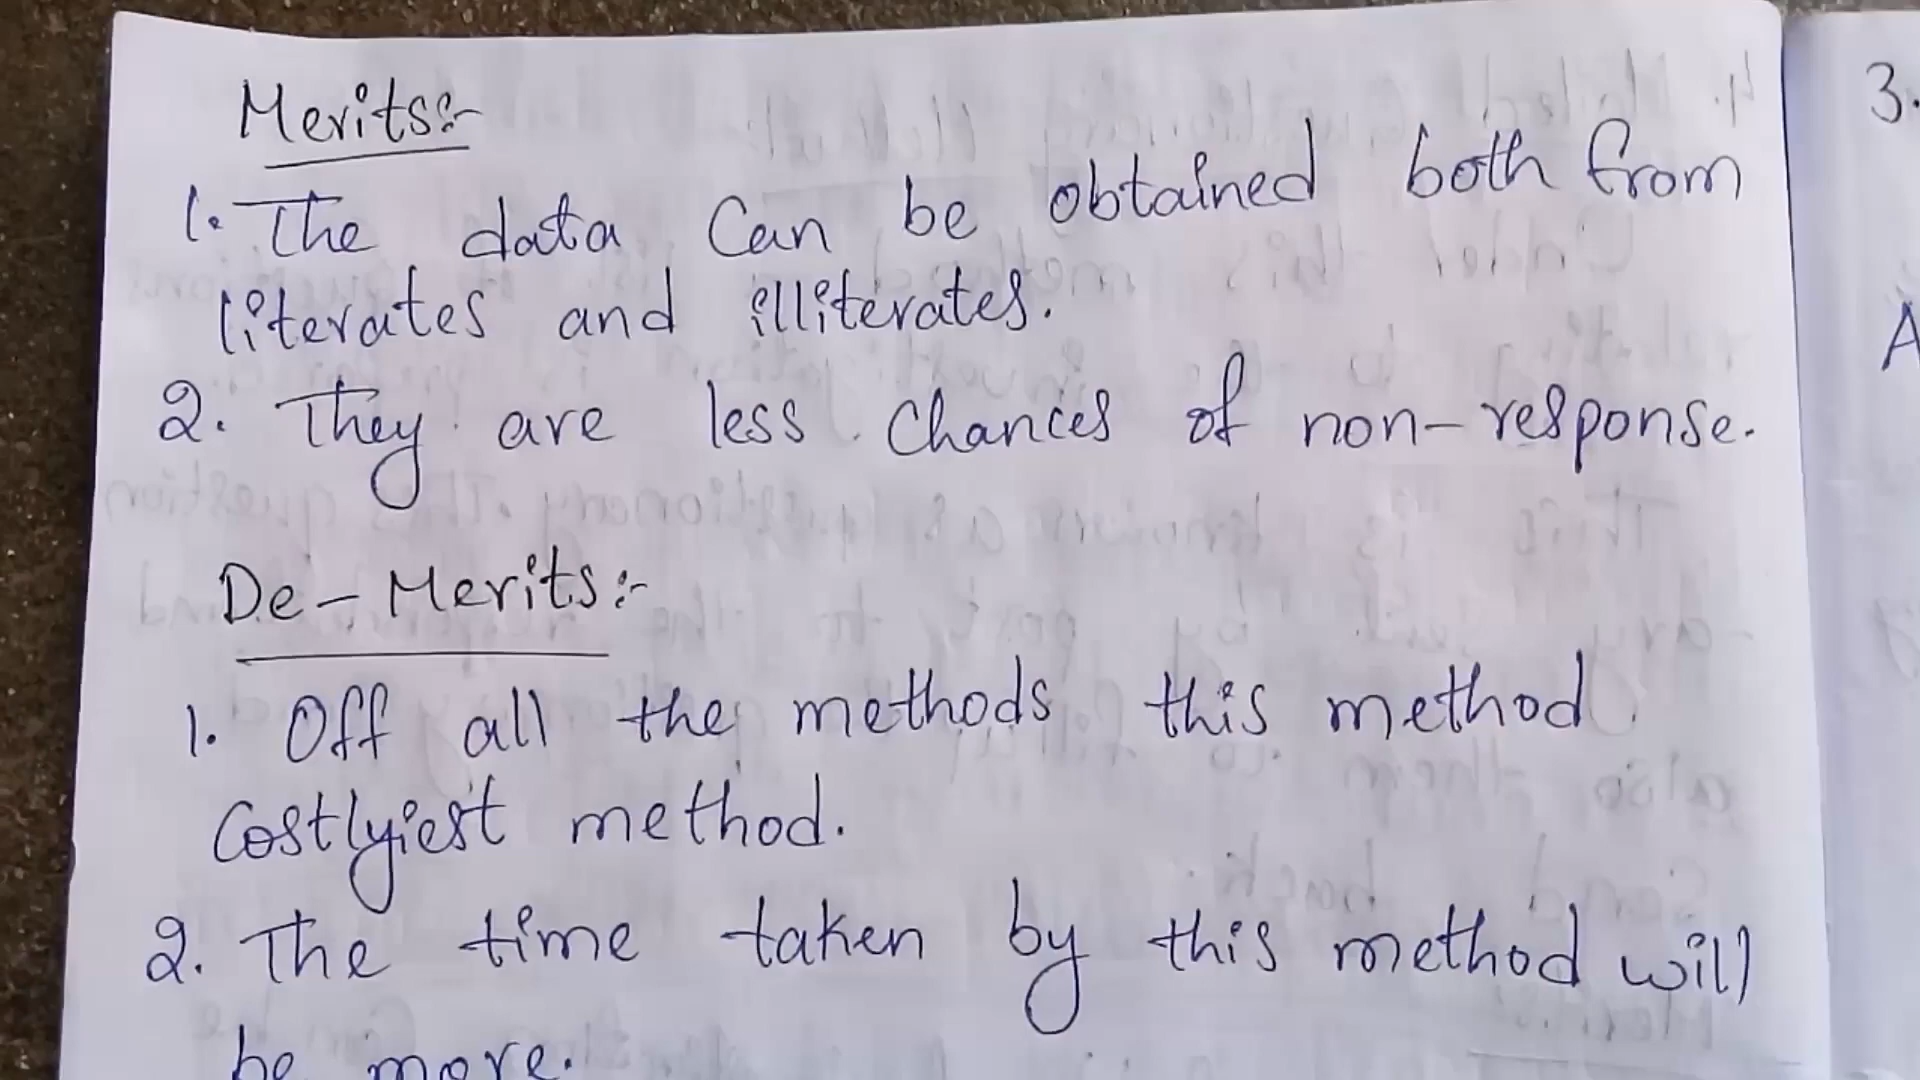 Merits:-
1. The data Can be obtained both from
literates and illiterates.
2. They are less chances of non-response.
De-Merits:-
1. Off all the methods this method
Costlyiest method.
2. The time taken by this method will
be more.
3.
A